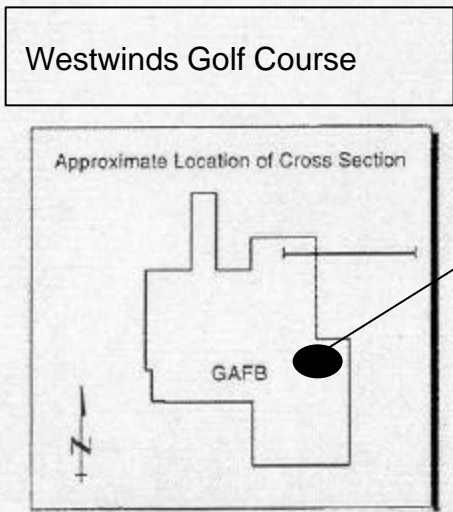 Westwinds Golf Course
Approximate Location of Cross Section
GAFB
N